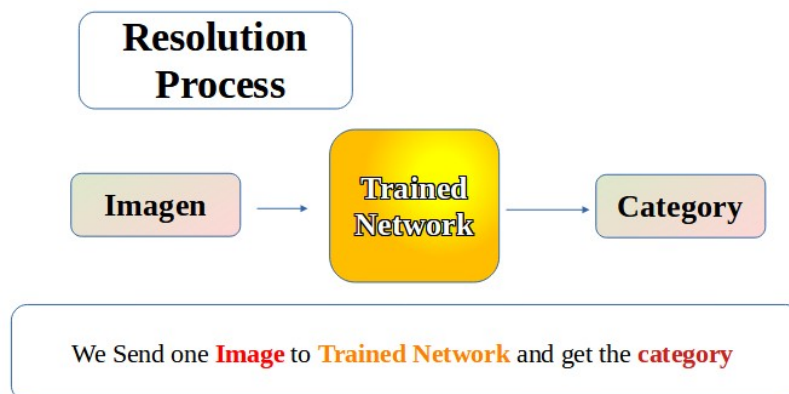 Resolution
Process
Imagen
Trained
Network
Category
We Send one Image to Trained Network and get the category